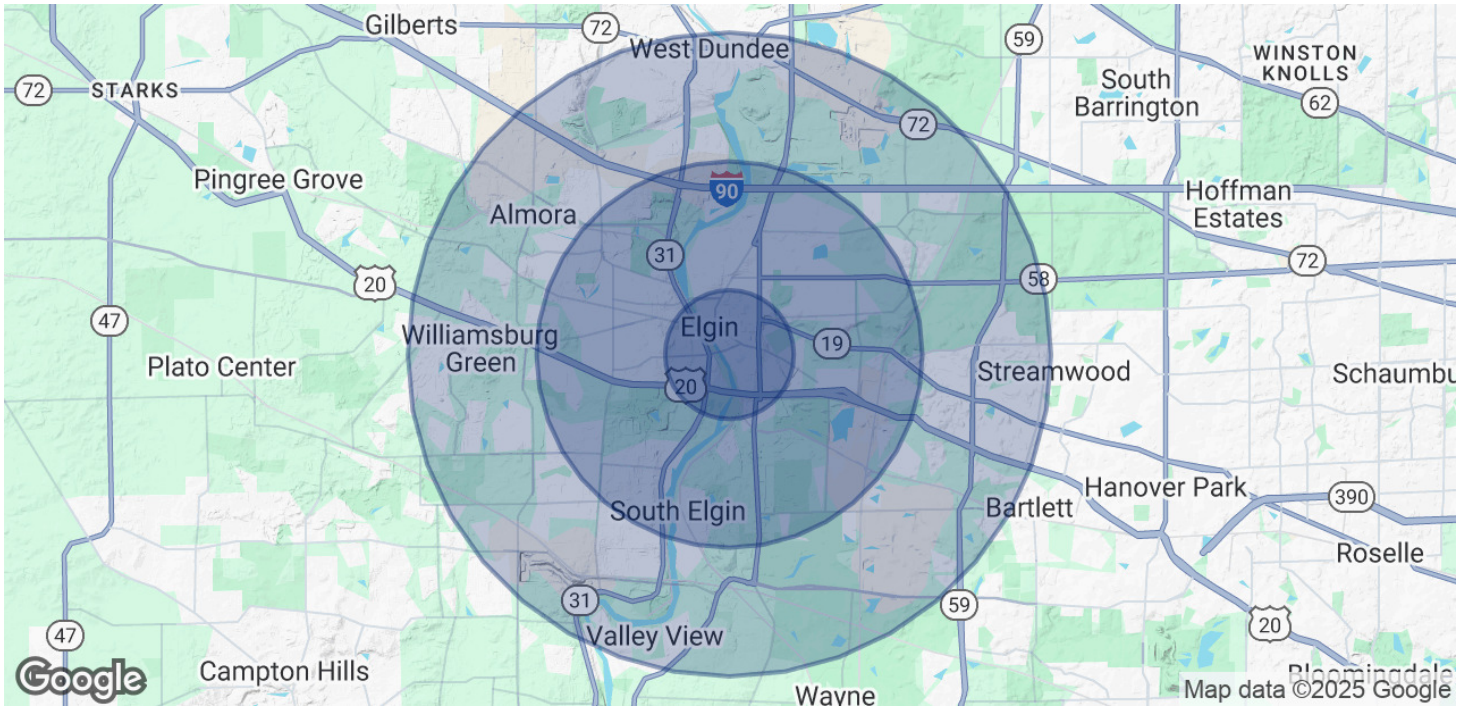 Gilberts
72
West Dundee
59
WINSTON
KNOLLS
South
Barrington
72
STARKS
62
72
Pingree Grove
90
Hoffman
Estates
Almora
31
72
20
58
47
Elgin
Williamsburg
Green
19
Plato Center
20
Streamwood
Schaumbu
Hanover Park
South Elgin
Bartlett
390
Roselle
31
59
47
Valley View
20
Google
Campton Hills
Bloomingdale
Wayne
Map data ©2025 Google